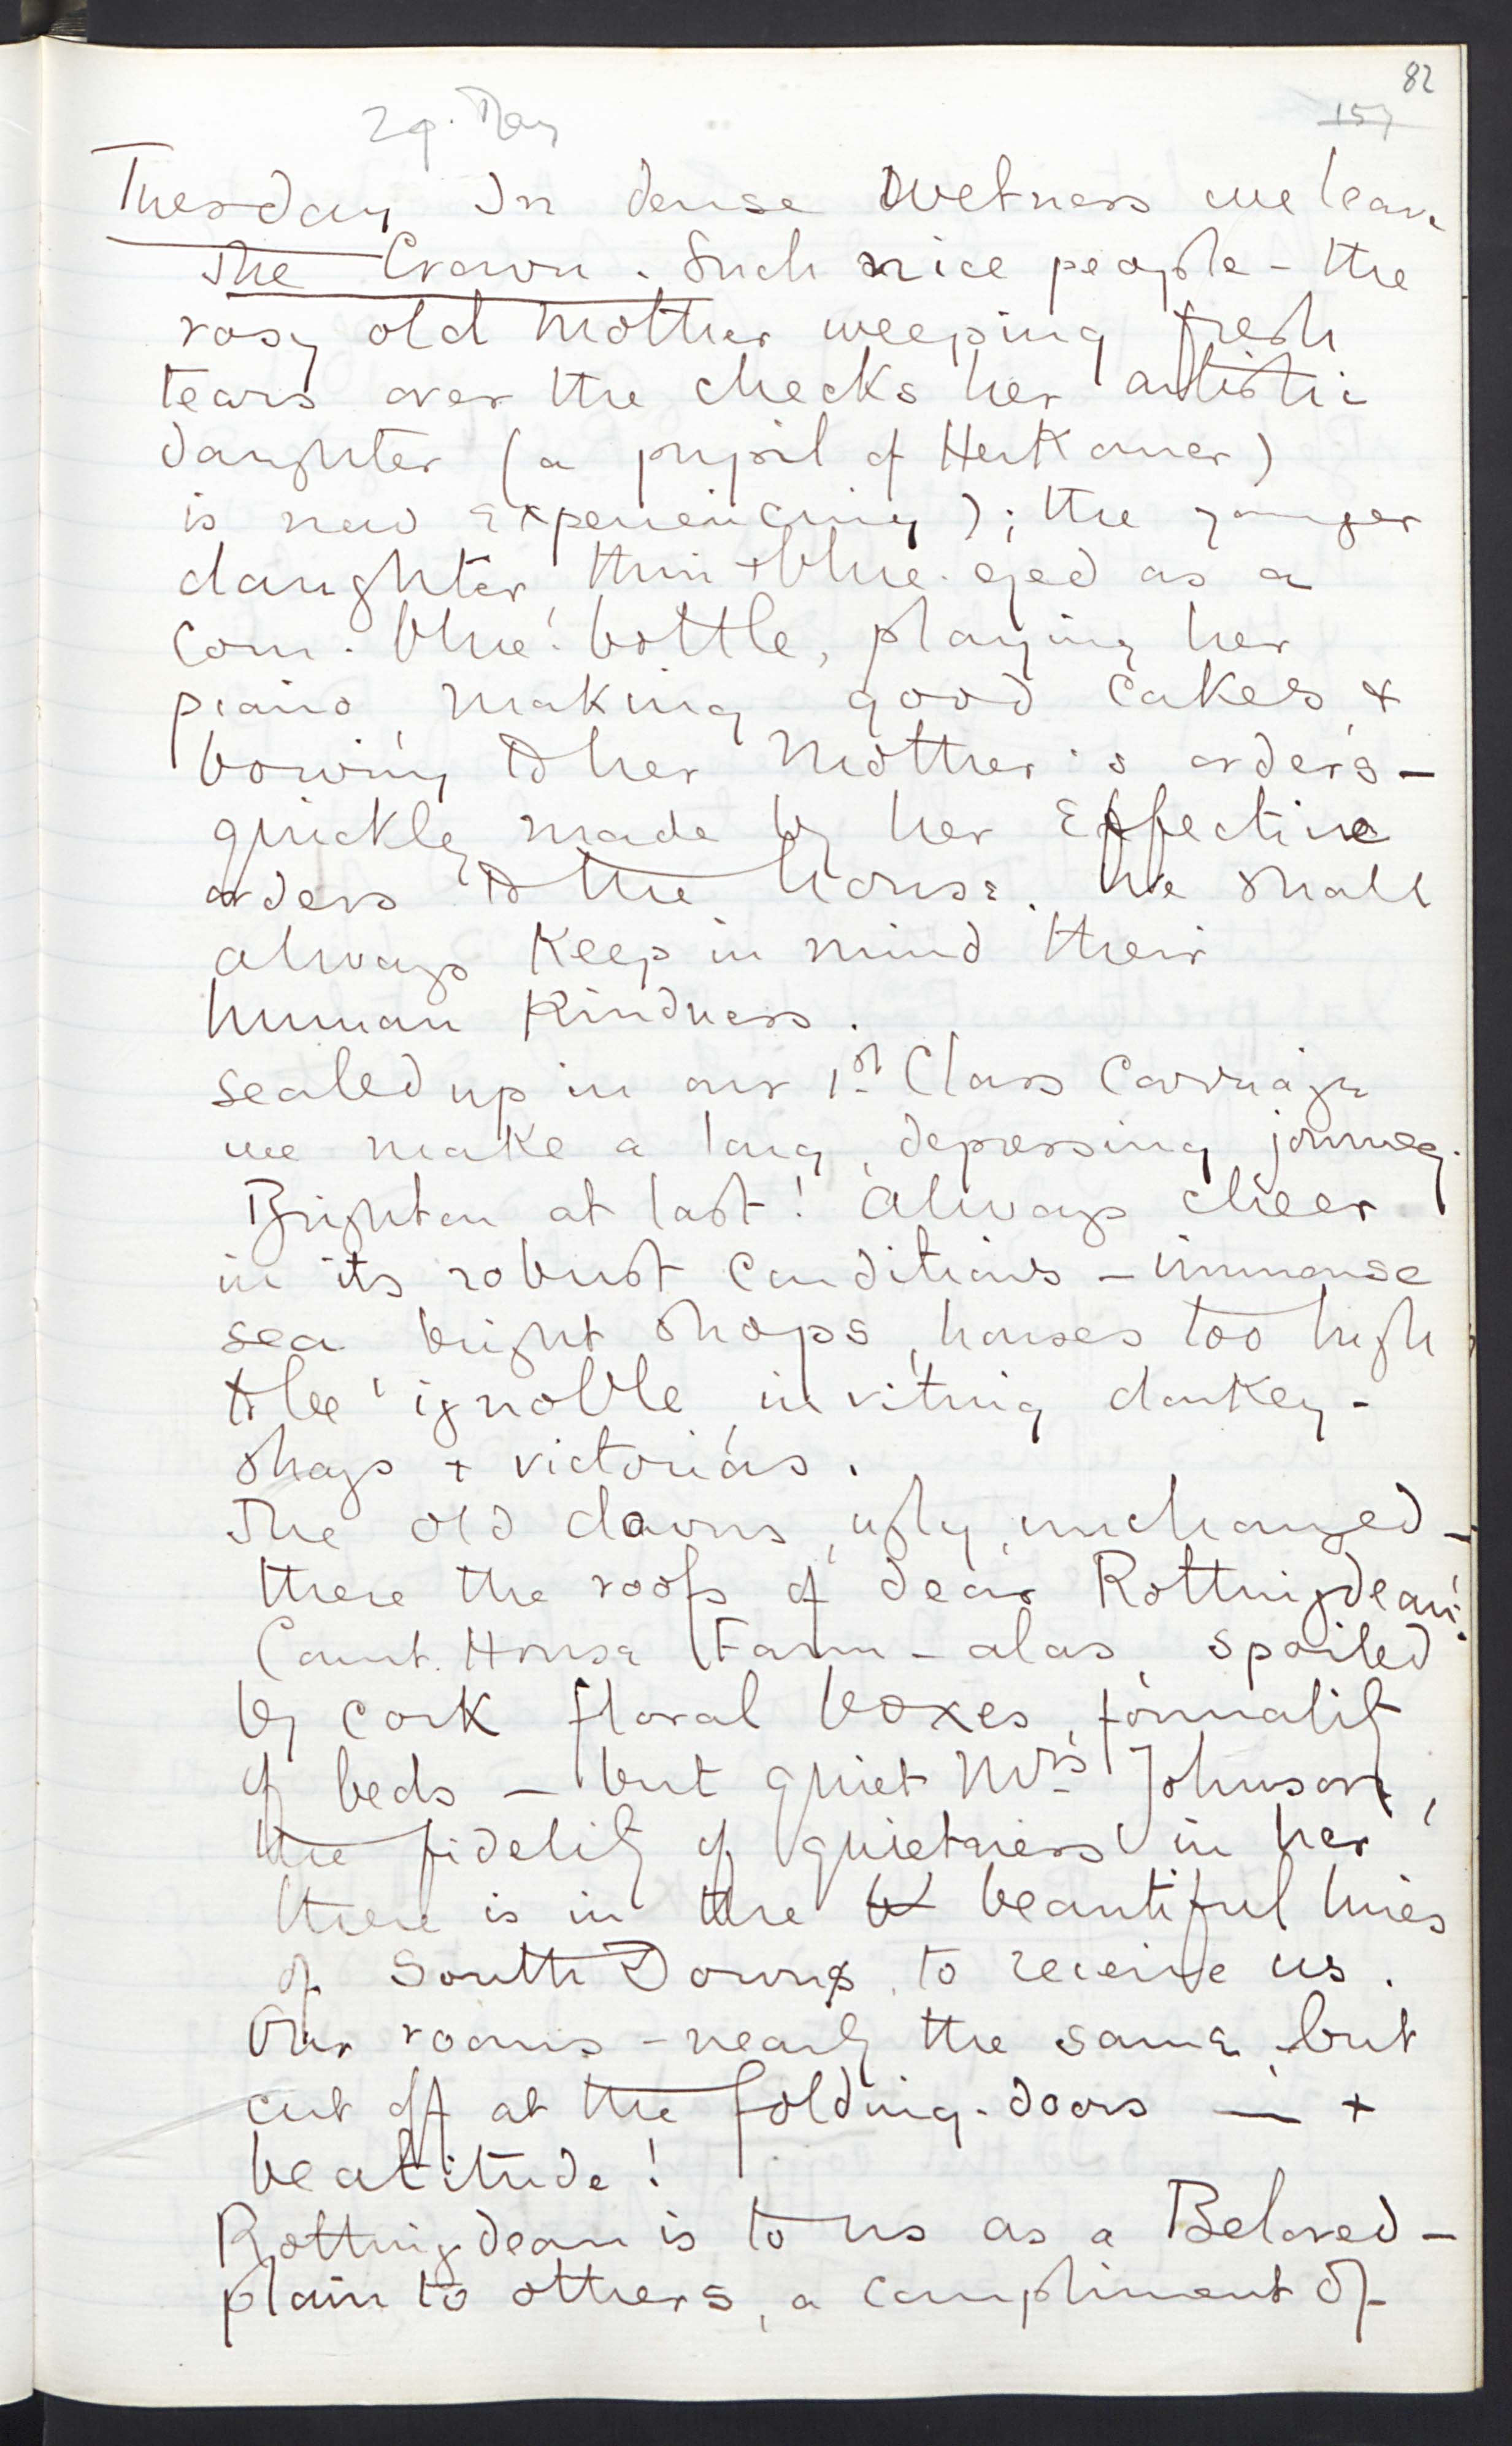 82
157
29. May
Tuesday In dense wetness we leave
The Crown. Such nice people – the
rosy old mother weeping fresh
tears over the checks her artistic
daughter (a pupil of Herkomer)
is now experiencing); the younger
daughter, thin + blue-eyed as a
corn-blue-bottle, playing her
piano, making good cakes, +
bowing to her mother's orders –
quickly made by her effective
orders to the house. We shall
always keep in mind their
human kindness.
sealed up in our 1st Class Carriage
we make a long, depressing journey.
Brighton at last! Always cheer
in its robust conditions – immense
sea bright shops, houses too high
to be ignoble, inviting donkey-
shays + victorias.
The old downs, ugly, unchanged –
there the roofs of dear Rottingdean!
Court House Farm – alas, spoiled
by cork floral boxes, formality
of beds – but quiet Mrs Johnson,
the fidelity of quietness in her
there is in the be beautiful lines
of South Downs, to receive us.
Our rooms – nearly the same, but
cut off at the folding-doors – +
beatitude!
Rottingdean is to us as a Beloved –
plain to others, a compliment of